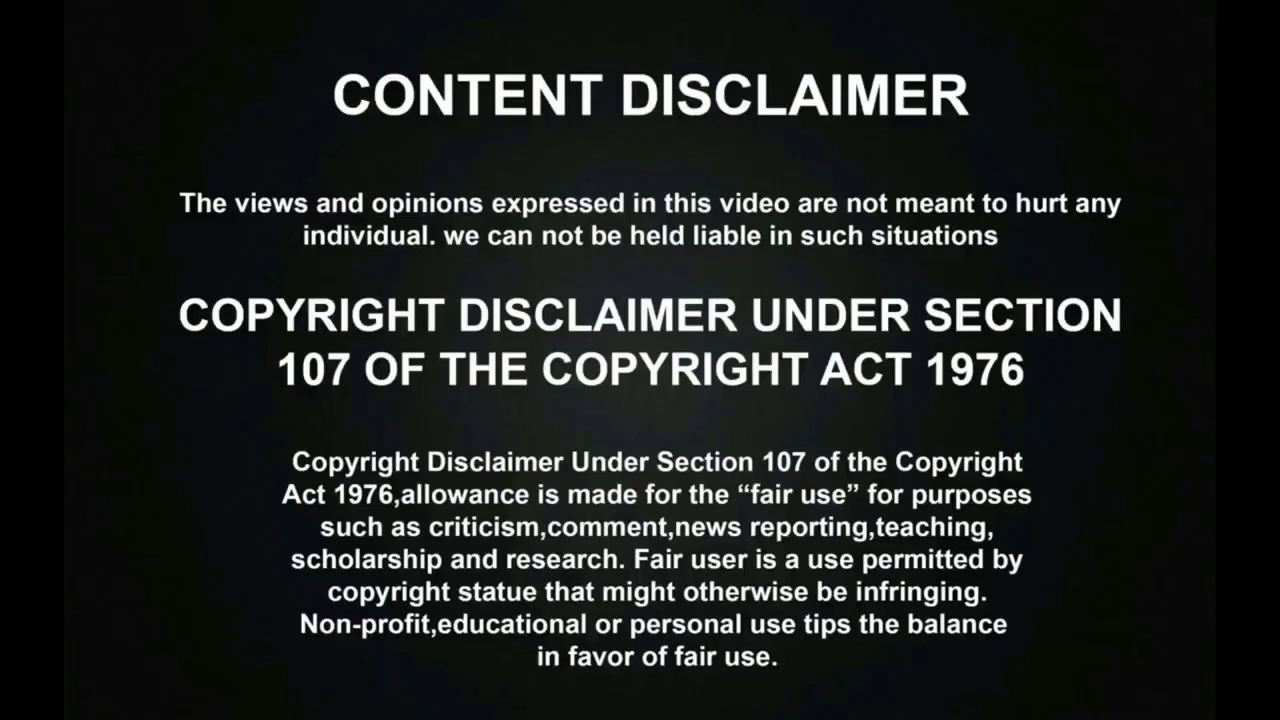 CONTENT DISCLAIMER
The views and opinions expressed in this video are not meant to hurt any
individual. we can not be held liable in such situations
COPYRIGHT DISCLAIMER UNDER SECTION
107 OF THE COPYRIGHT ACT 1976
Copyright Disclaimer Under Section 107 of the Copyright
Act 1976,allowance is made for the “fair use” for purposes
such as criticism,comment,news reporting,teaching,
scholarship and research. Fair user is a use permitted by
copyright statue that might otherwise be infringing.
Non-profit,educational or personal use tips the balance
in favor of fair use.